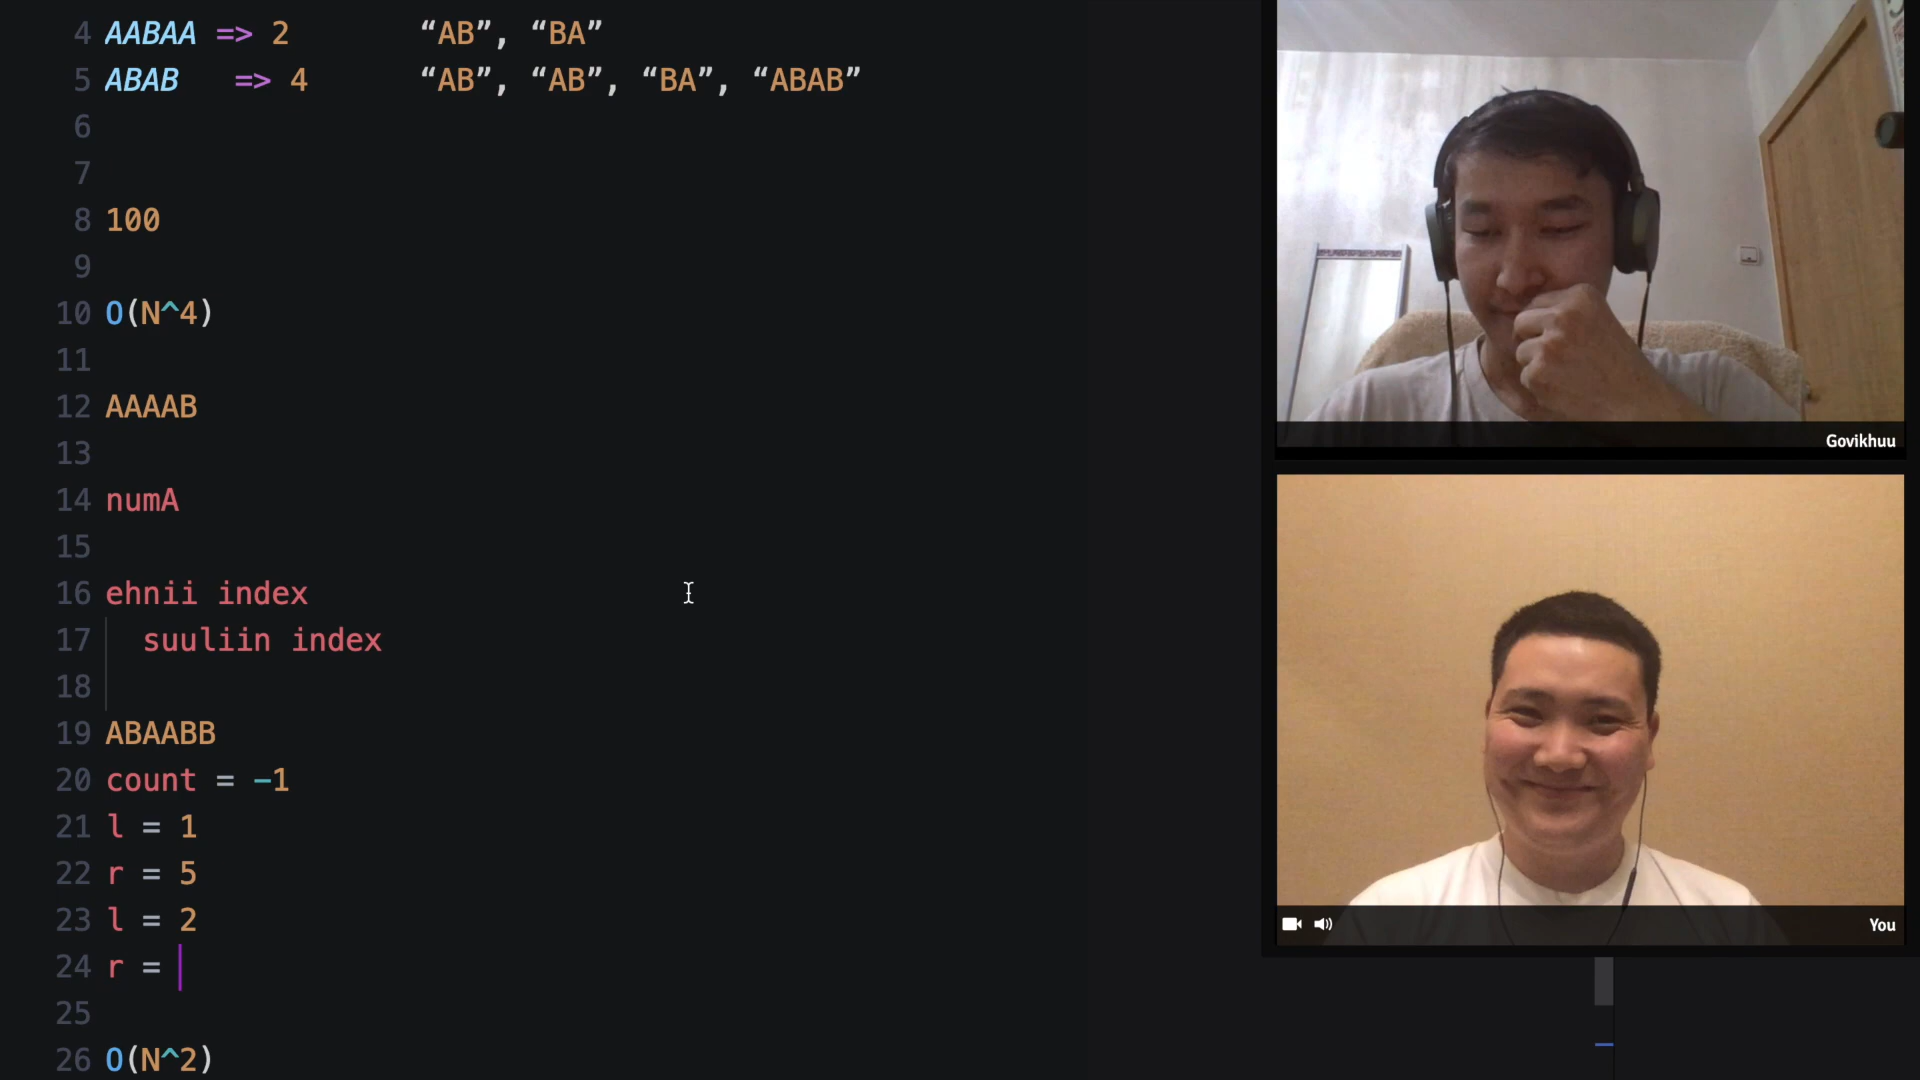 4 AABAA => 2 “AB”, “BA”
5 ABAB => 4 “AB”, “AB”, “BA”, “ABAB”
6
7
8 100
9
10 O(N^4)
11
12 AAAAB
13
14 numA
15
16 ehnii index
17 suuliin index
18
19 ABAABB
20 count = -1
21 l = 1
22 r = 5
23 l = 2
24 r =
25
26 O(N^2)
Govikhuu
You